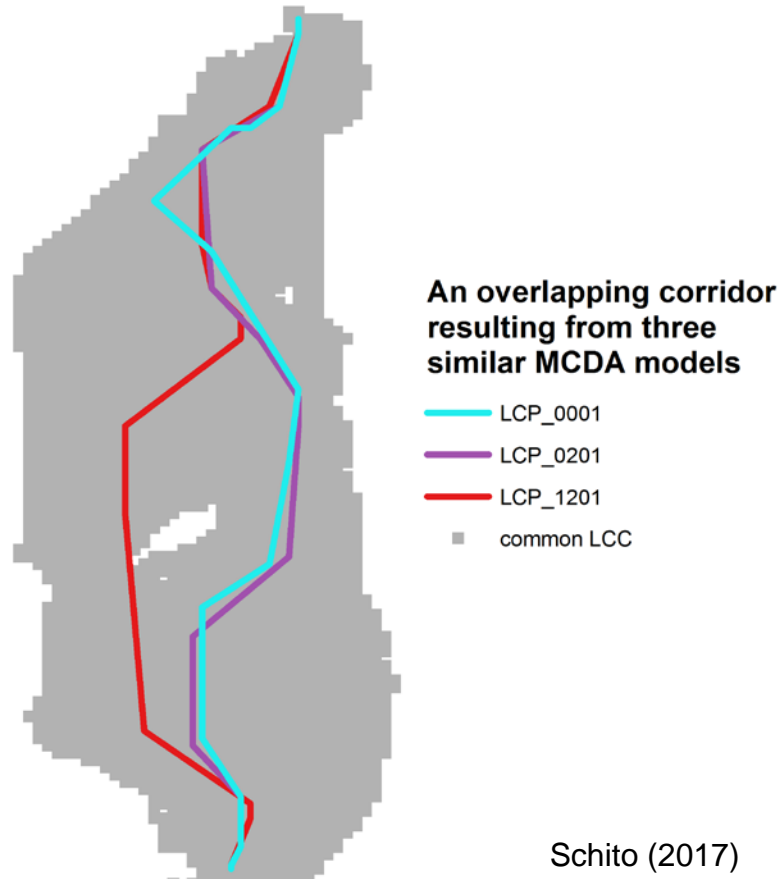 An overlapping corridor
resulting from three
similar MCDA models
LCP_0001
LCP_0201
LCP_1201
common LCC
Schito (2017)